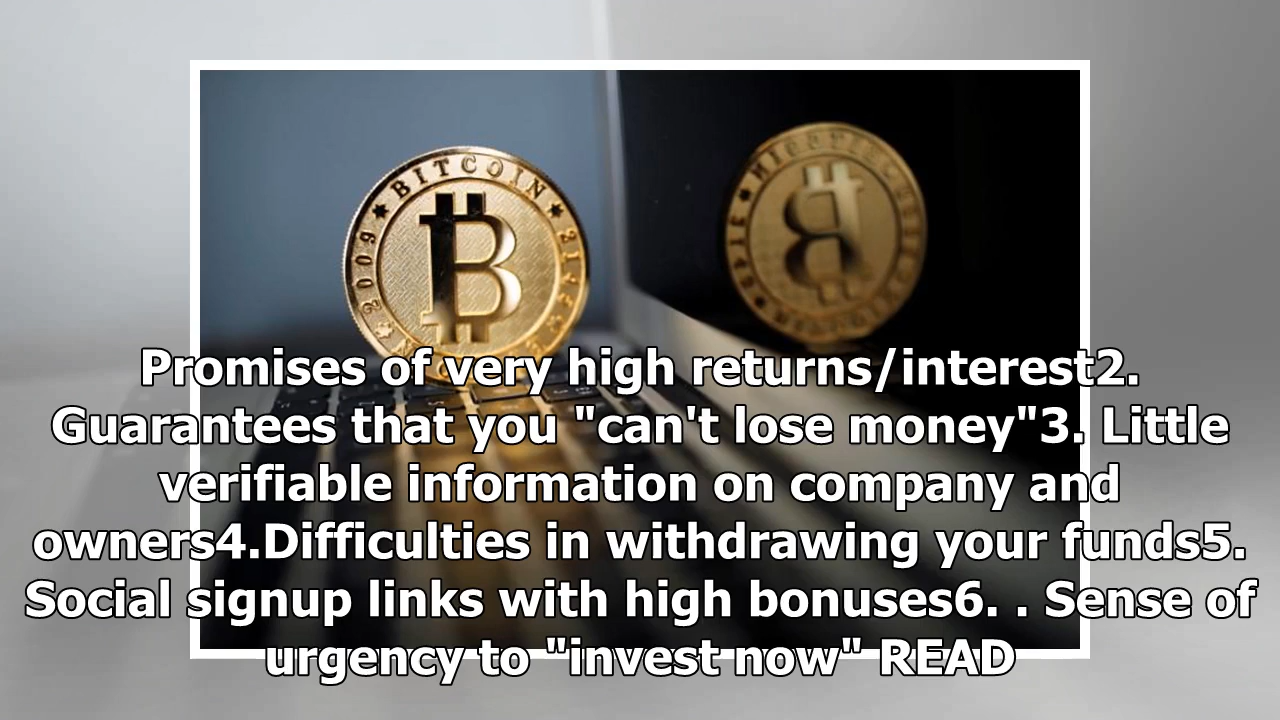 BITCOIN
2009
Promises of very high returns/interest2.
Guarantees that you "can't lose money"3. Little
verifiable information on company and
owners4.Difficulties in withdrawing your funds5.
Social signup links with high bonuses6. . Sense of
urgency to "invest now" READ